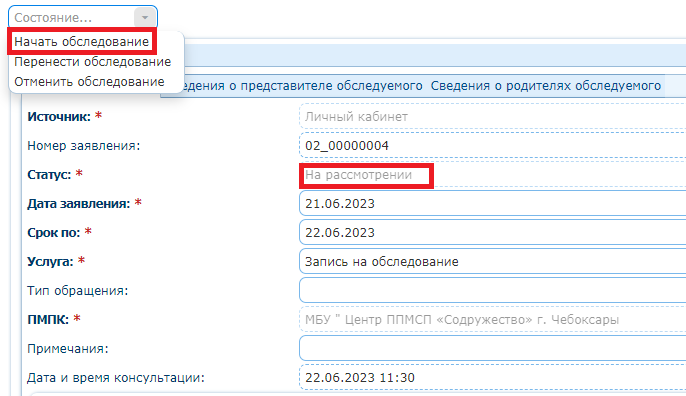 Состояние...
Начать обследование
Перенести обследование
Отменить обследование
ведения о представителе обследуемого Сведения о родителях обследуемого
Источник: * Личный кабинет
Номер заявления: 02_00000004
Статус: * На рассмотрении
Дата заявления: * 21.06.2023
Срок по: * 22.06.2023
Услуга: * Запись на обследование
Тип обращения:
ПМПК: * МБУ " Центр ППМСП «Содружество» г. Чебоксары
Примечания:
Дата и время консультации: 22.06.2023 11:30